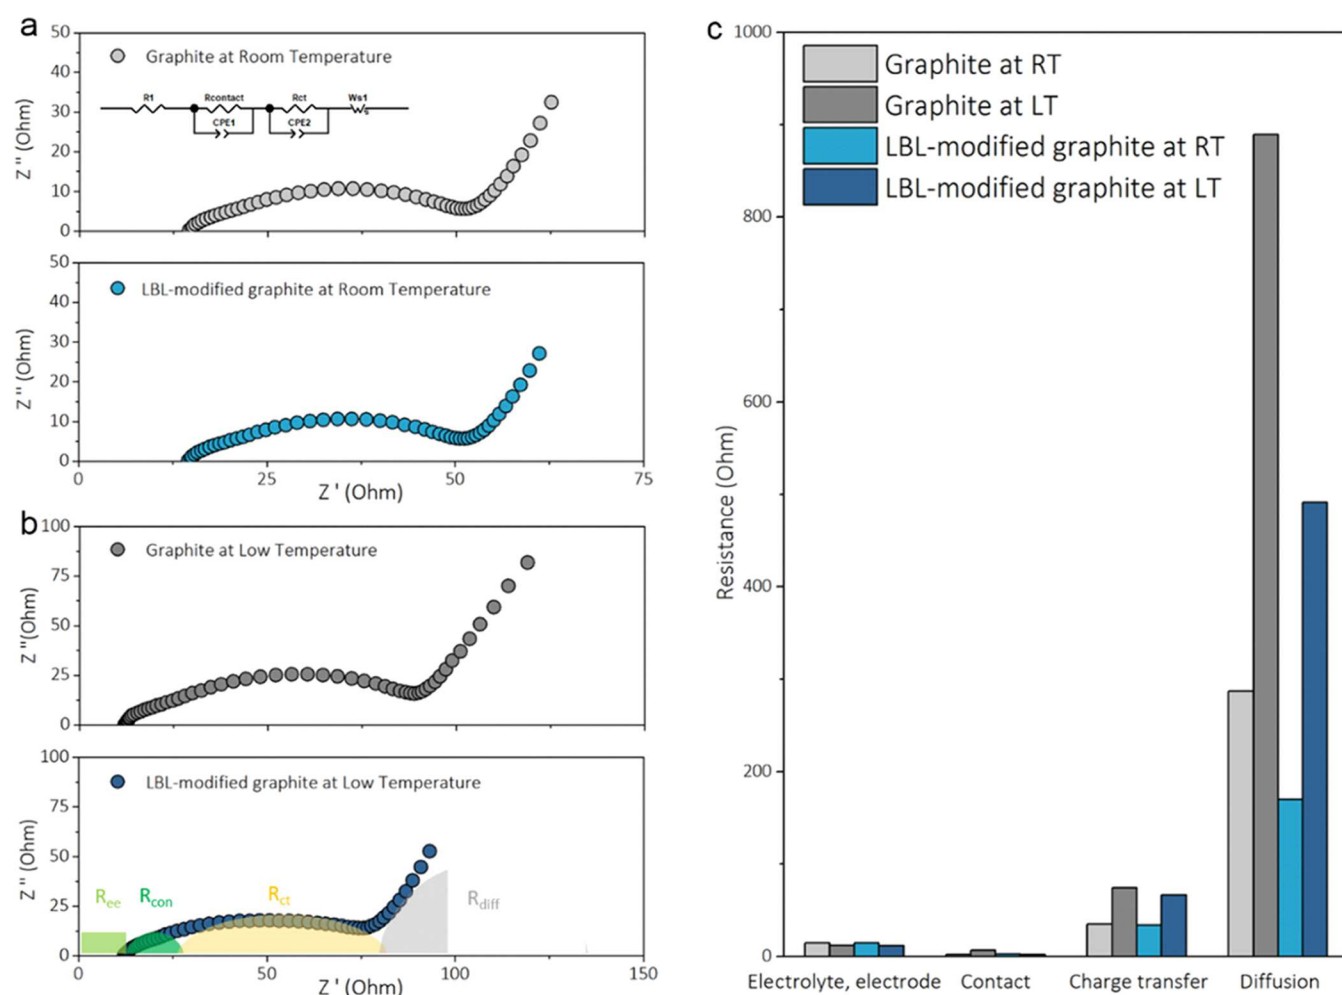 a
50
Graphite at Room Temperature
40
30
R1 Rcontact Rct Ws1
CPE1 CPE2
20
10
0
Z '' (Ohm)
50
LBL-modified graphite at Room Temperature
40
30
20
10
0
Z '' (Ohm)
0 25 50 75
Z ' (Ohm)
b
100
Graphite at Low Temperature
75
50
25
0
Z ''(Ohm)
100
LBL-modified graphite at Low Temperature
75
50
25
0
Z '' (Ohm)
Ree Rcon Rct Rdiff
0 50 100 150
Z ' (Ohm)
c
1000
800
600
400
200
0
Resistance (Ohm)
Graphite at RT
Graphite at LT
LBL-modified graphite at RT
LBL-modified graphite at LT
Electrolyte, electrode Contact Charge transfer Diffusion